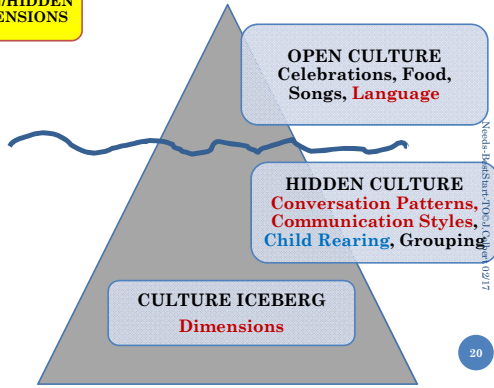 /HIDDEN
ENSIONS
OPEN CULTURE
Celebrations, Food,
Songs, Language
HIDDEN CULTURE
Conversation Patterns,
Communication Styles,
Child Rearing, Grouping
CULTURE ICEBERG
Dimensions
20